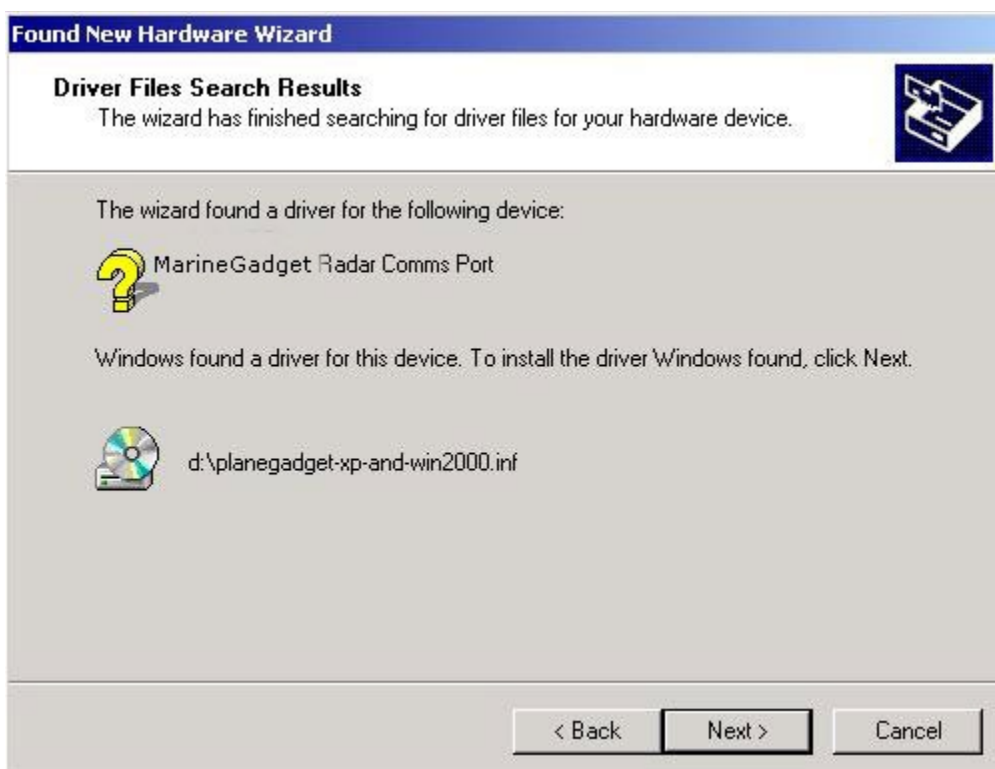 Found New Hardware Wizard
Driver Files Search Results
The wizard has finished searching for driver files for your hardware device.
The wizard found a driver for the following device:
MarineGadget Radar Comms Port
Windows found a driver for this device. To install the driver Windows found, click Next.
d:\planegadget-xp-and-win2000.inf
< Back Next > Cancel